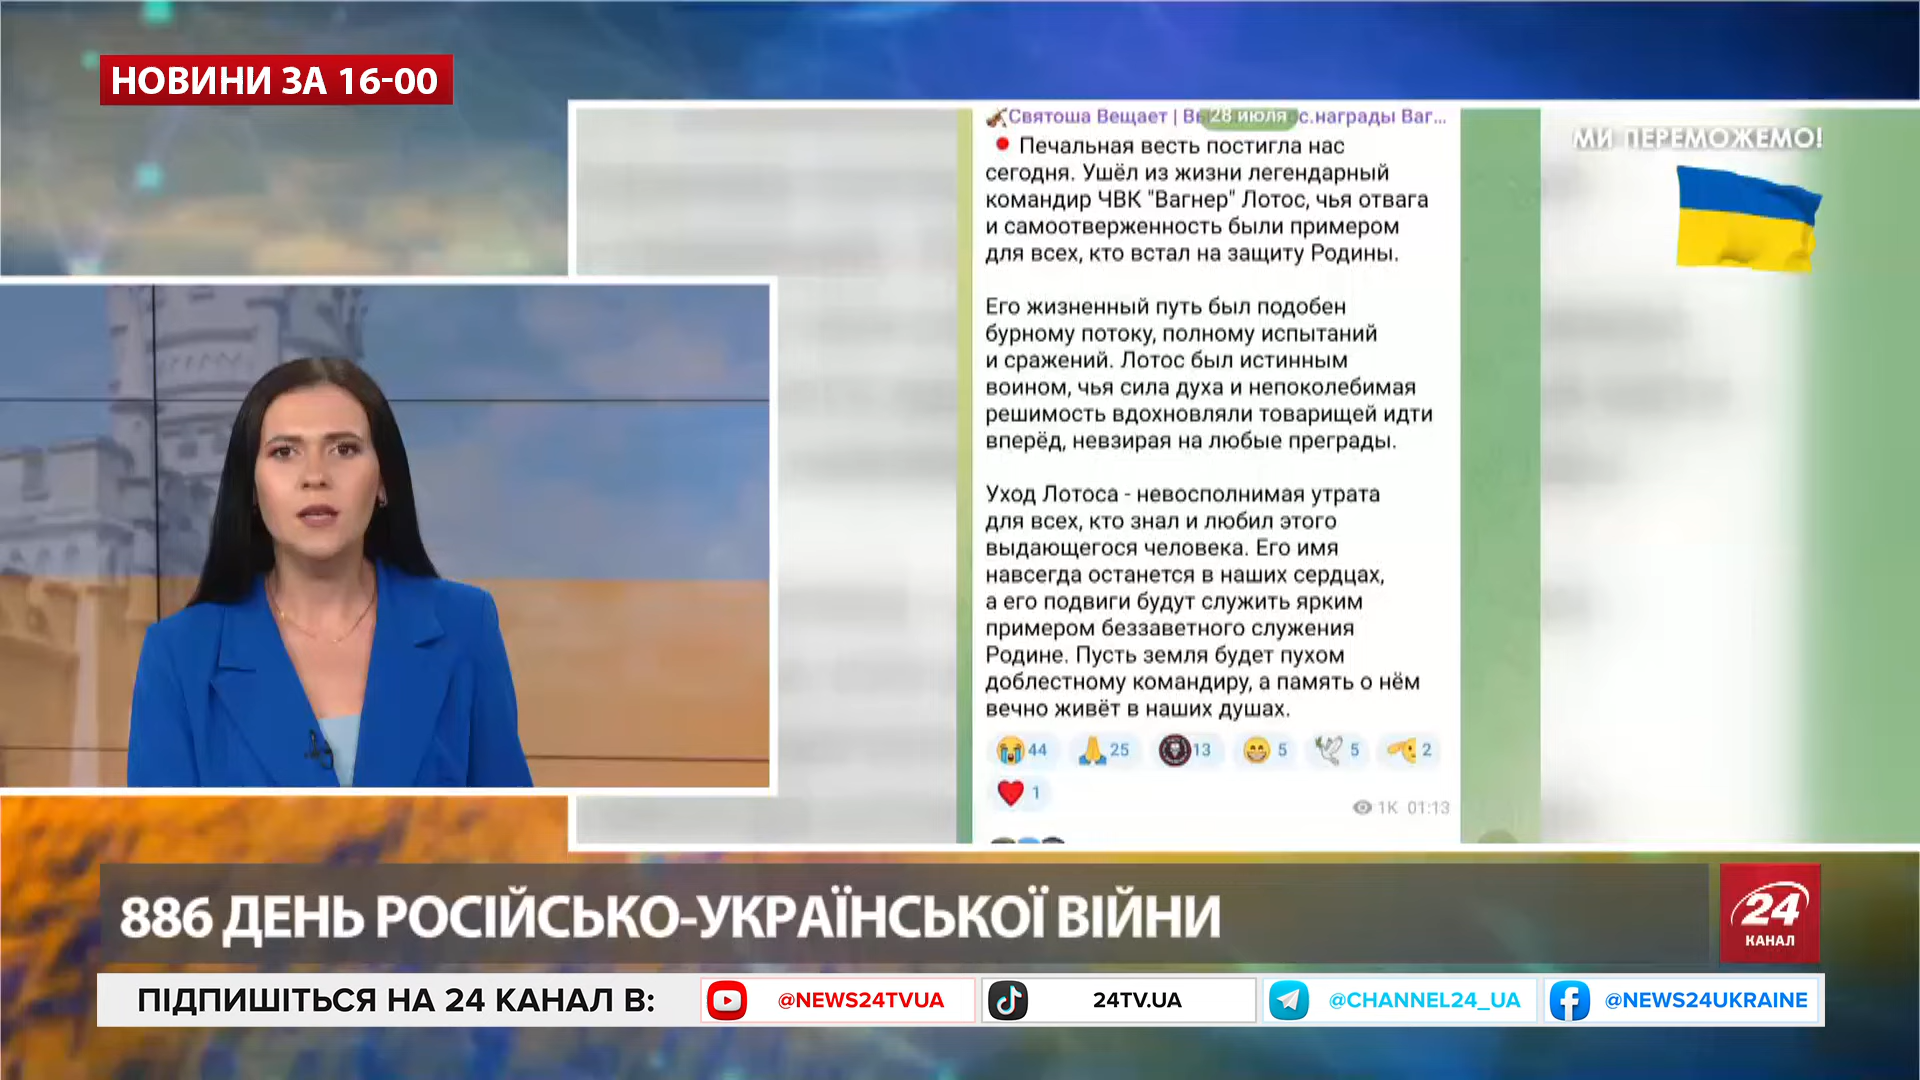 НОВИНИ ЗА 16-00
Святоша Вещает | Вы
28 июля
с.награды Ваг...
Печальная весть постигла нас
сегодня. Ушёл из жизни легендарный
командир ЧВК "Вагнер" Лотос, чья отвага
и самоотверженность были примером
для всех, кто встал на защиту Родины.
Его жизненный путь был подобен
бурному потоку, полному испытаний
и сражений. Лотос был истинным
воином, чья сила духа и непоколебимая
решимость вдохновляли товарищей идти
вперёд, невзирая на любые преграды.
Уход Лотоса - невосполнимая утрата
для всех, кто знал и любил этого
выдающегося человека. Его имя
навсегда останется в наших сердцах,
а его подвиги будут служить ярким
примером беззаветного служения
Родине. Пусть земля будет пухом
доблестному командиру, а память о нём
вечно живёт в наших душах.
44 25 13 5 5 2
1
1K 01:13
МИ ПЕРЕМОЖЕМО!
886 ДЕНЬ РОСІЙСЬКО-УКРАЇНСЬКОЇ ВІЙНИ
24
КАНАЛ
ПІДПИШІТЬСЯ НА 24 КАНАЛ В: @NEWS24TVUA 24TV.UA @CHANNEL24_UA @NEWS24UKRAINE